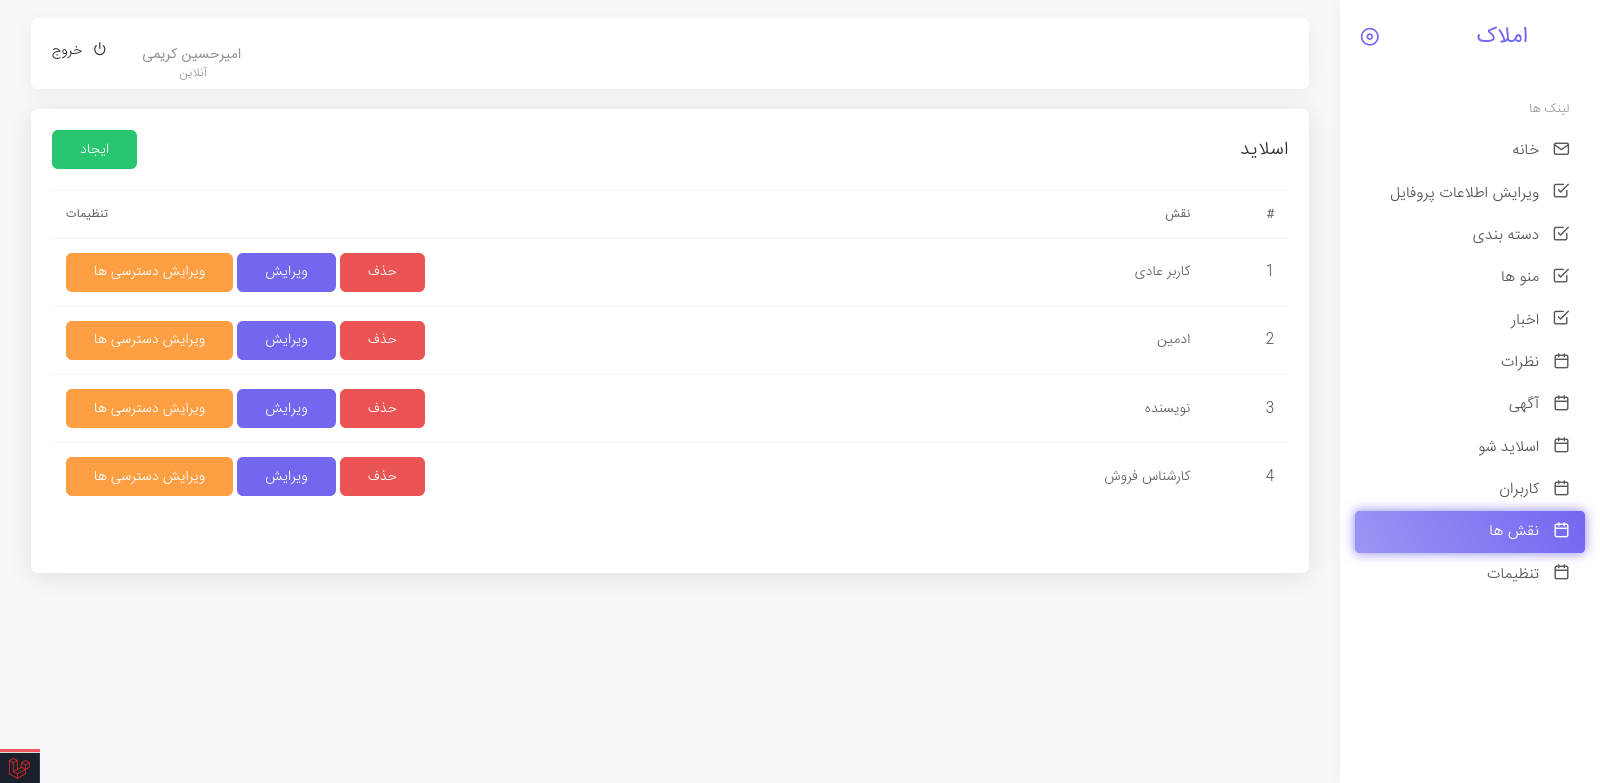 املاک
لینک ها
خانه
ویرایش اطلاعات پروفایل
دسته بندی
منو ها
اخبار
نظرات
آگهی
اسلاید شو
کاربران
نقش ها
تنظیمات
امیرحسین کریمی
آنلاین
خروج
اسلاید
ایجاد
# نقش تنظیمات
1 کاربر عادی حذف ویرایش ویرایش دسترسی ها
2 ادمین حذف ویرایش ویرایش دسترسی ها
3 نویسنده حذف ویرایش ویرایش دسترسی ها
4 کارشناس فروش حذف ویرایش ویرایش دسترسی ها